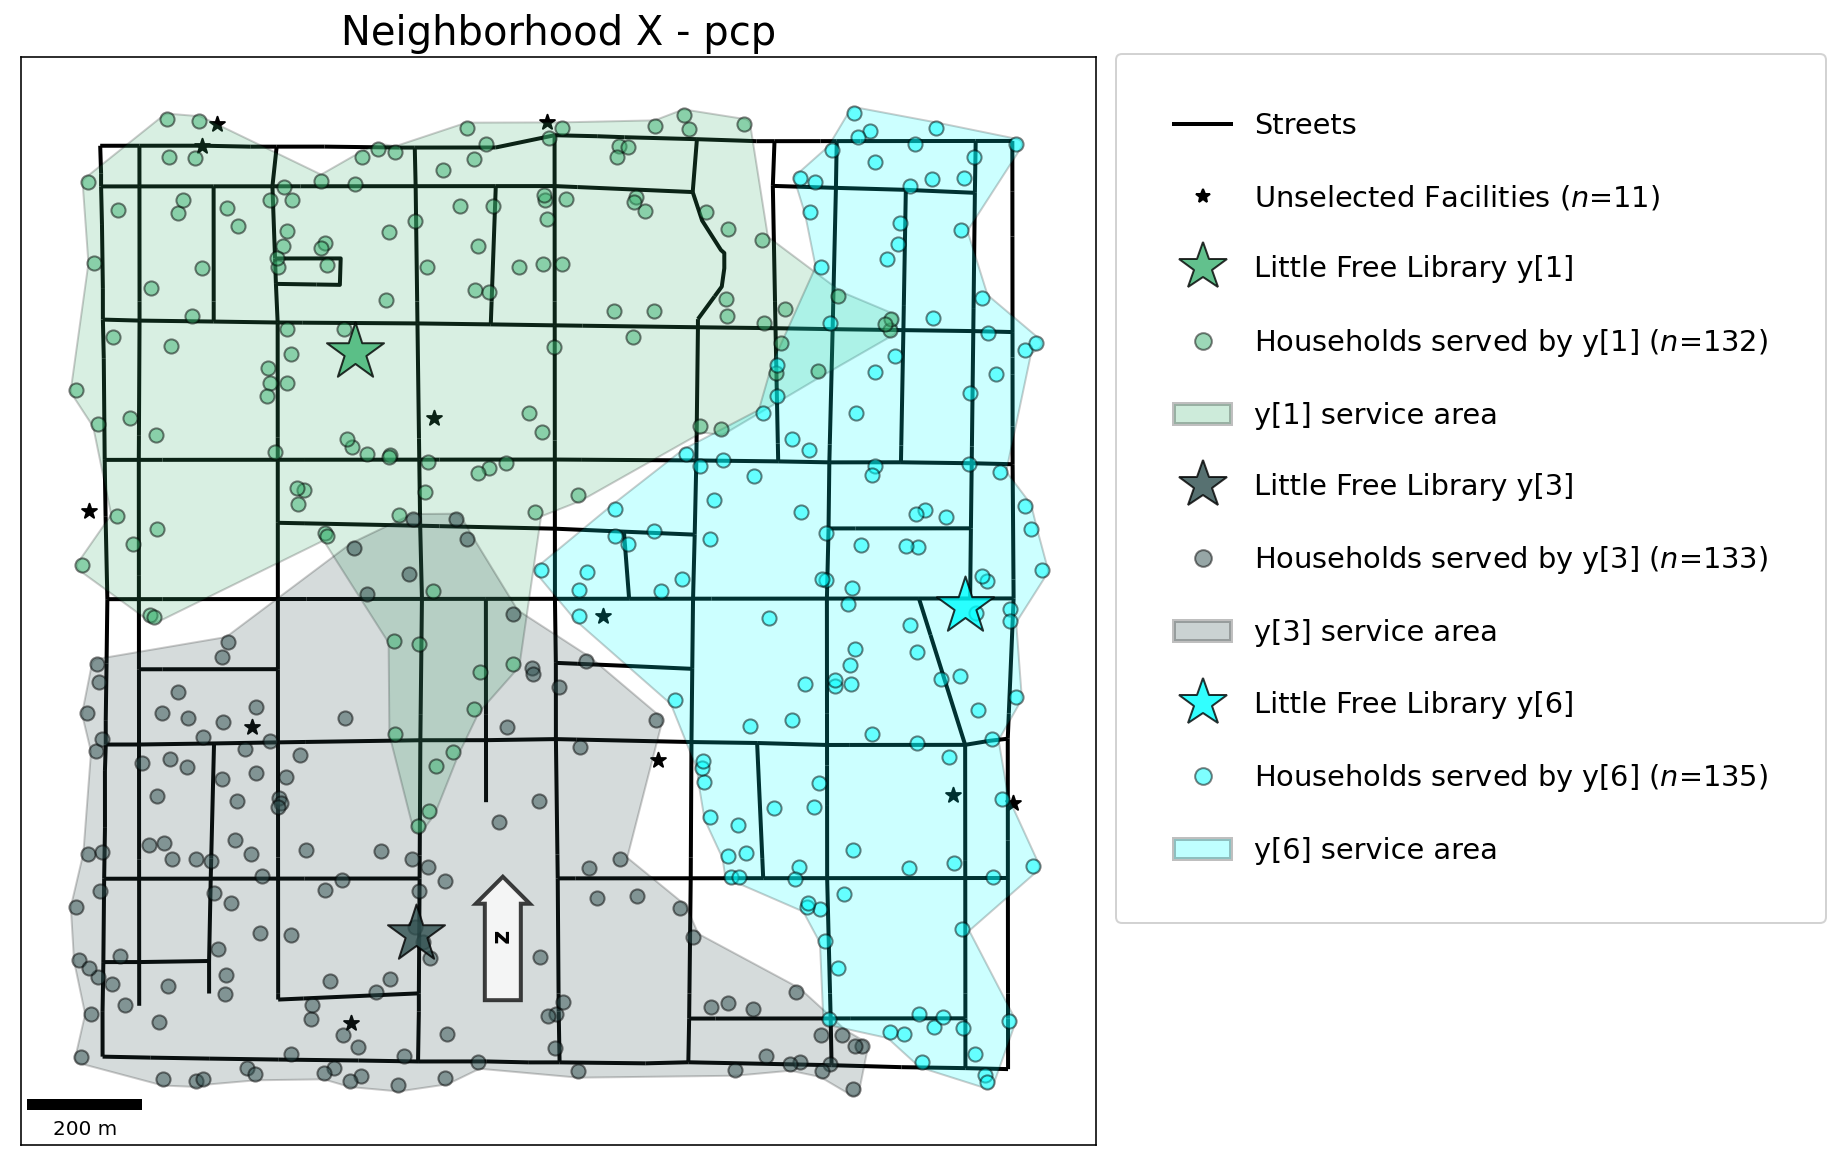 Neighborhood X - pcp
Streets
Unselected Facilities (n=11)
Little Free Library y[1]
Households served by y[1] (n=132)
y[1] service area
Little Free Library y[3]
Households served by y[3] (n=133)
y[3] service area
Little Free Library y[6]
Households served by y[6] (n=135)
y[6] service area
N
200 m